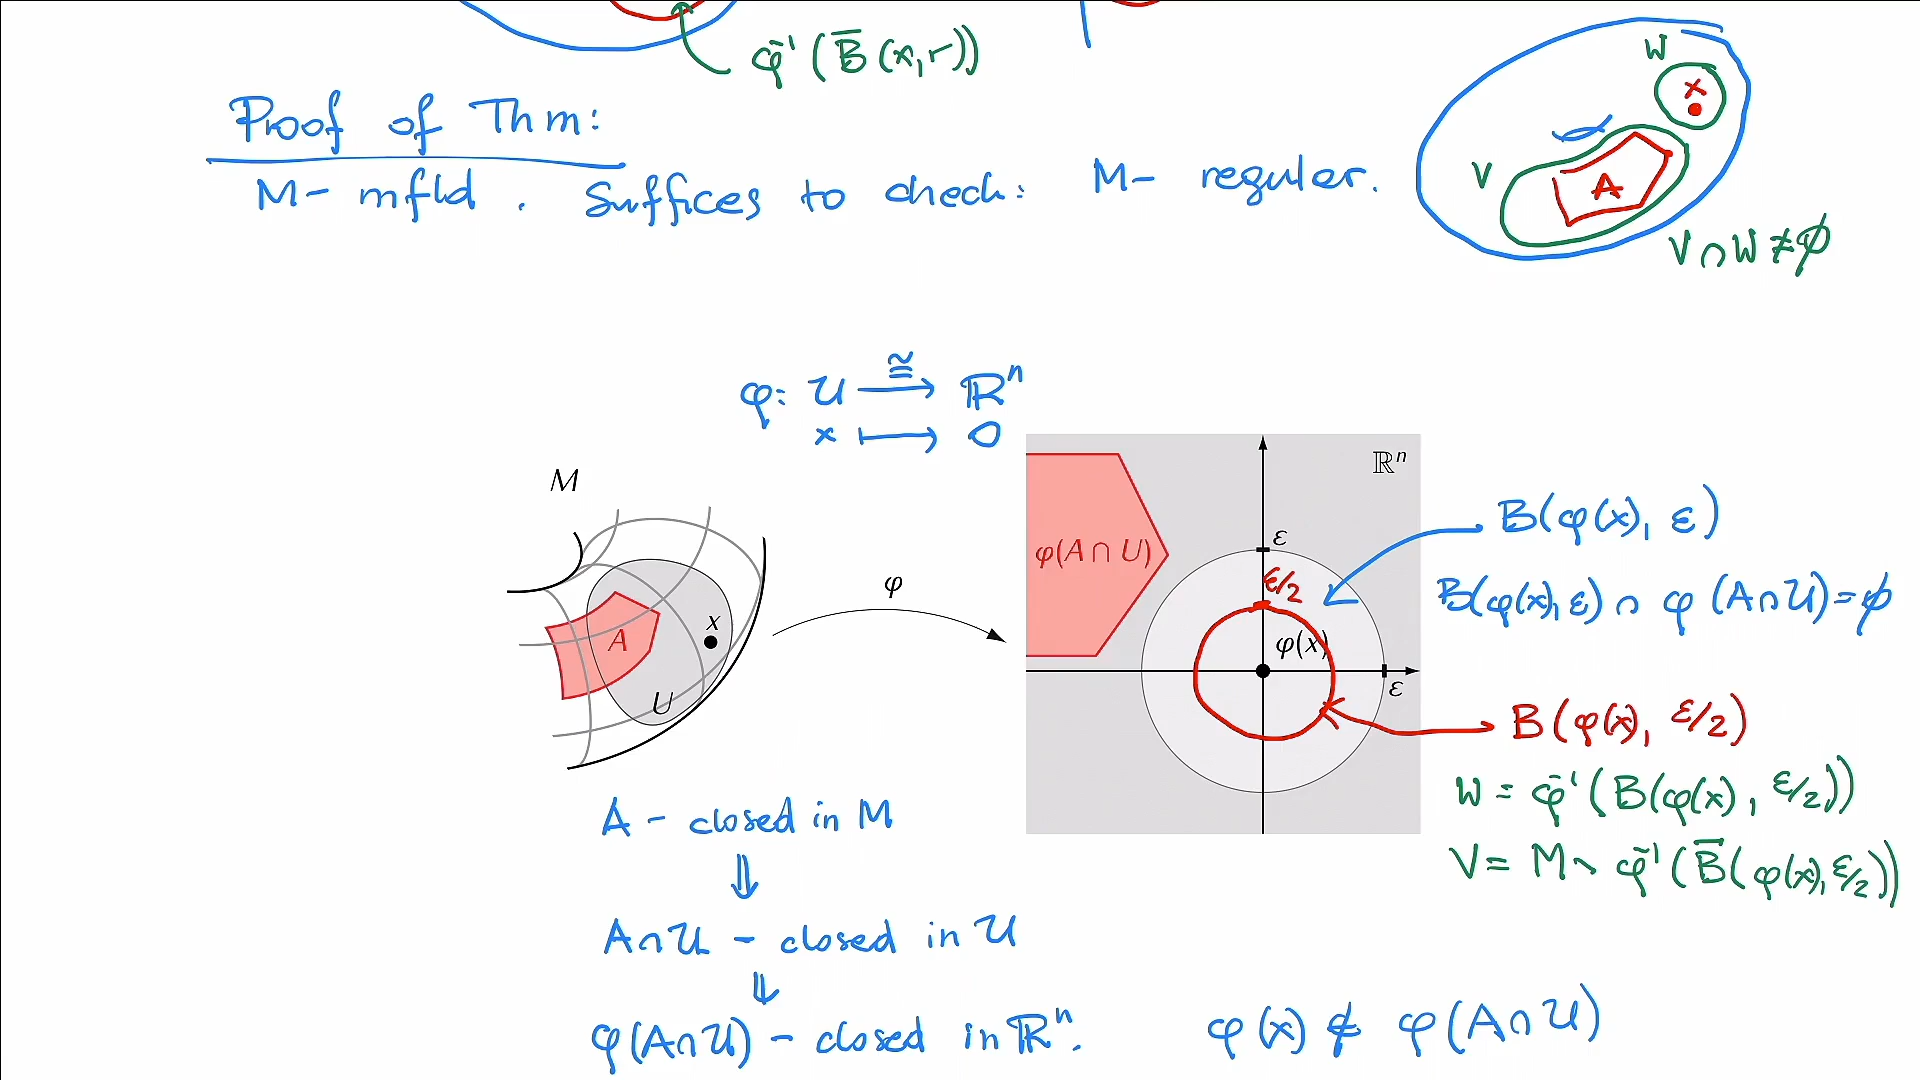 φ⁻¹(B̅(x,r))
Proof of Thm:
M- mfld. Suffices to check: M- regular.
W
x
V
A
V∩W≠∅
φ: U ≅→ ℝⁿ
x ↦ 0
M
A
x
U
φ
ℝⁿ
φ(A ∩ U)
ε
ε/2
φ(x)
ε
B(φ(x), ε)
B(φ(x), ε) ∩ φ(A∩U)=∅
B(φ(x), ε/2)
W = φ⁻¹(B(φ(x), ε/2))
V = M∖φ⁻¹(B̅(φ(x), ε/2))
A - closed in M
⇓
A∩U - closed in U
⇓
φ(A∩U) - closed in ℝⁿ.
φ(x) ∉ φ(A∩U)